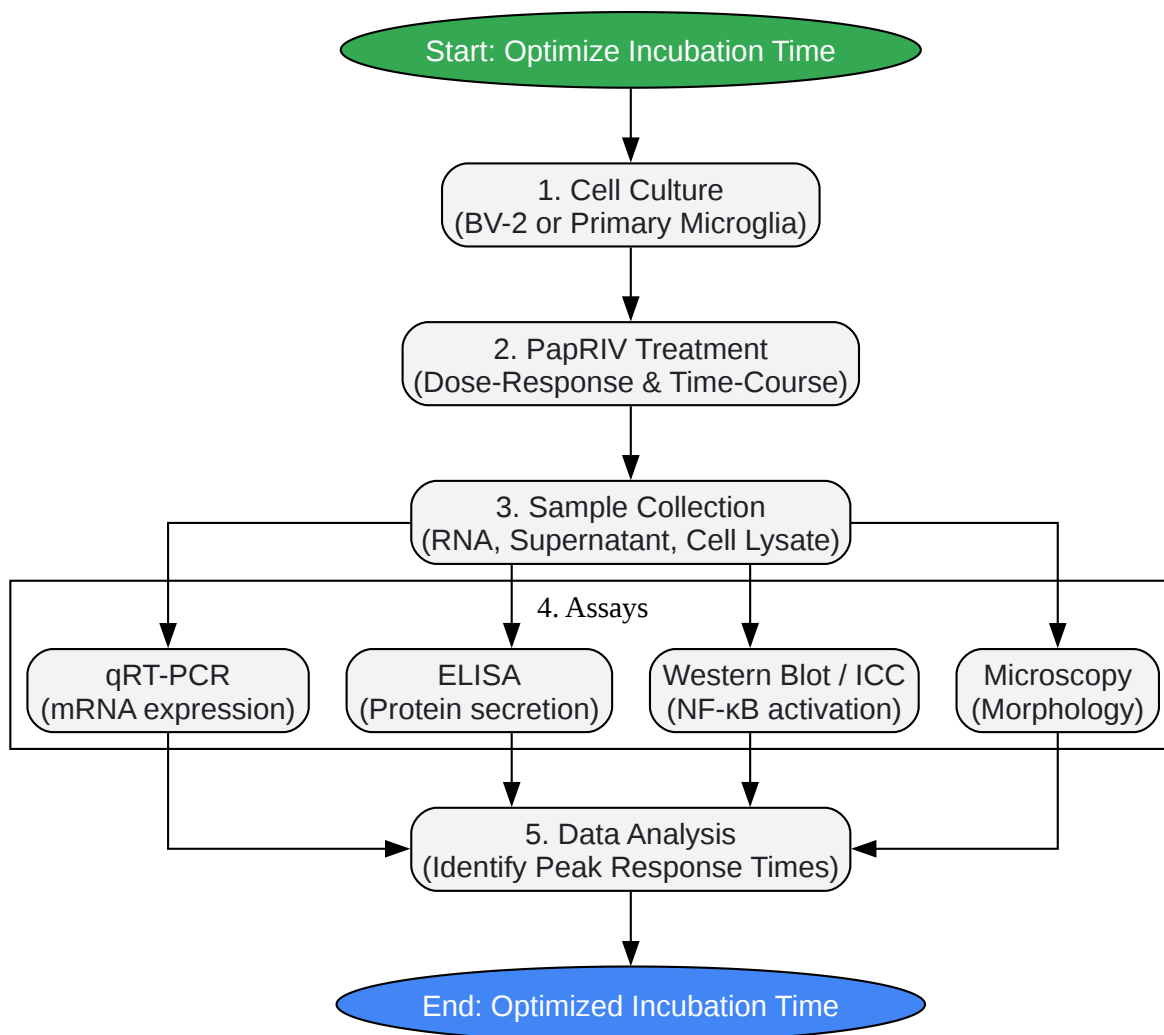 Start: Optimize Incubation Time
1. Cell Culture
(BV-2 or Primary Microglia)
2. PapRIV Treatment
(Dose-Response & Time-Course)
3. Sample Collection
(RNA, Supernatant, Cell Lysate)
4. Assays
qRT-PCR
(mRNA expression)
ELISA
(Protein secretion)
Western Blot / ICC
(NF-κB activation)
Microscopy
(Morphology)
5. Data Analysis
(Identify Peak Response Times)
End: Optimized Incubation Time